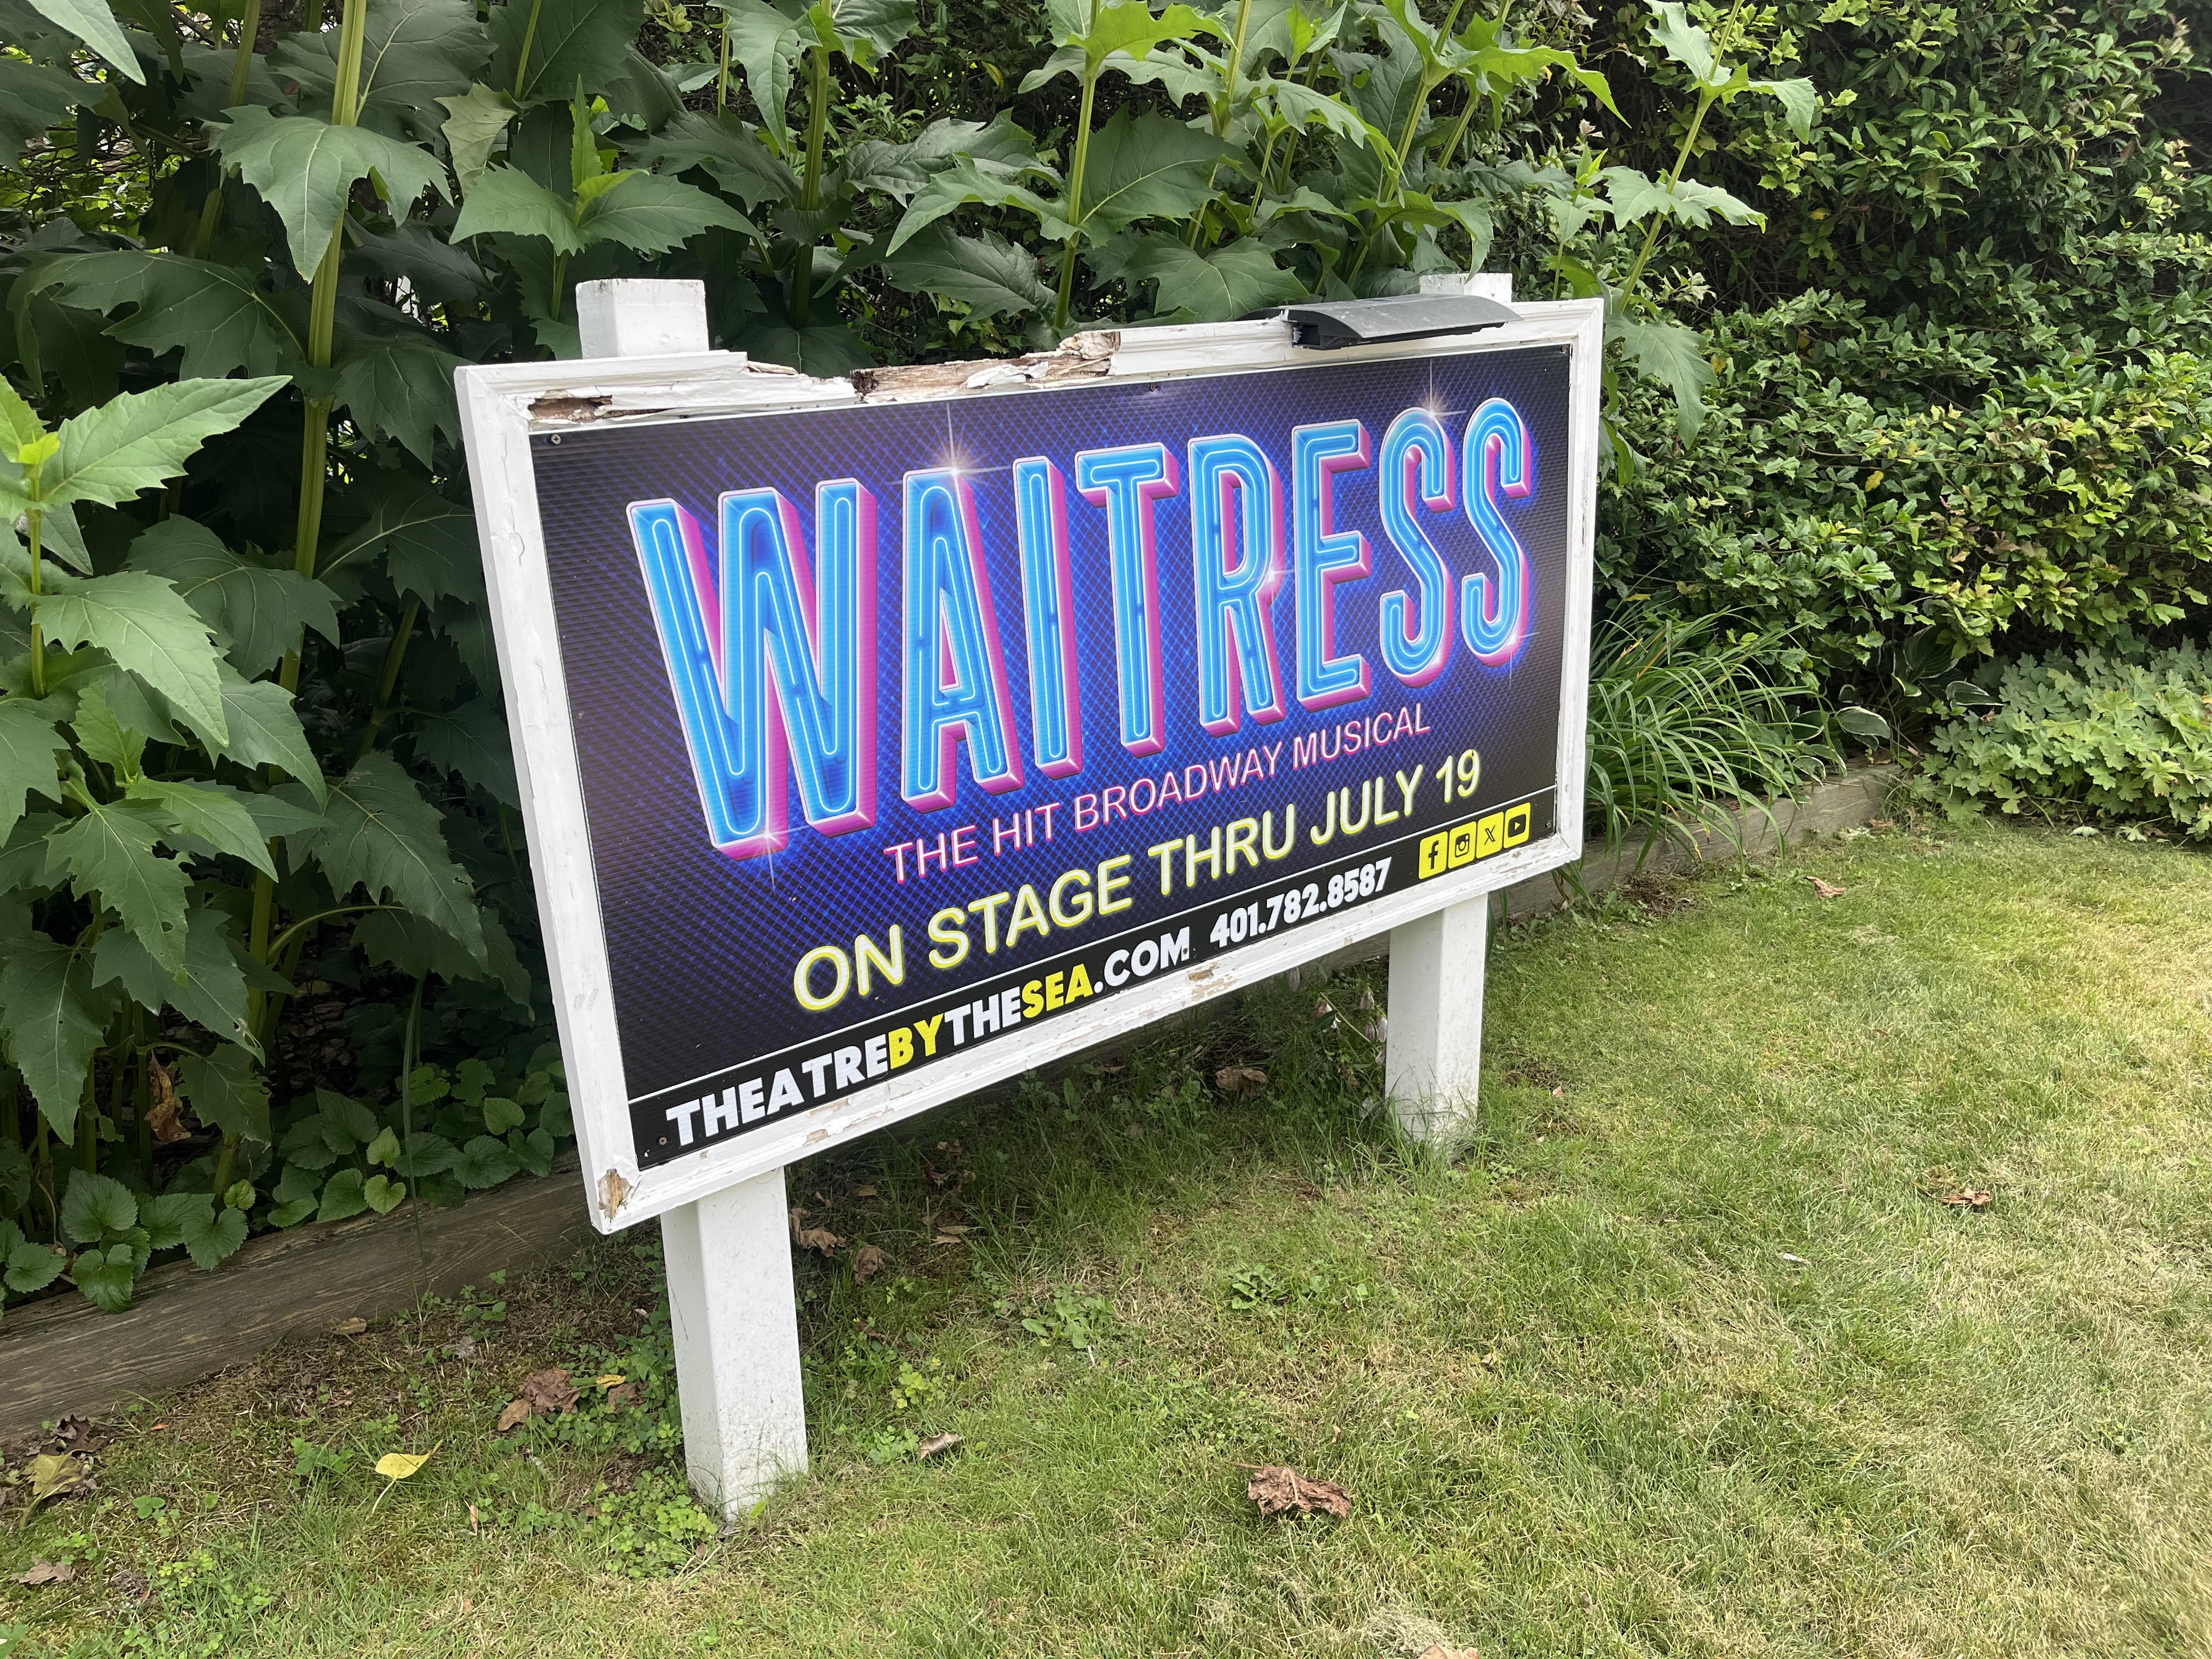 WAITRESS
THE HIT BROADWAY MUSICAL
ON STAGE THRU JULY 19
THEATREBYTHESEA.COM 401.782.8587